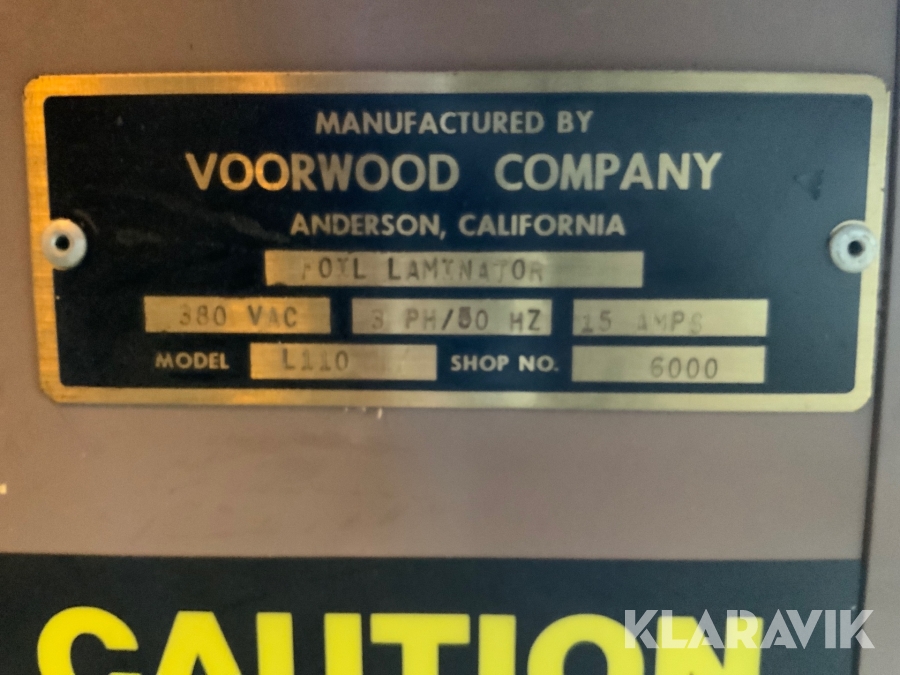 MANUFACTURED BY
VOORWOOD COMPANY
ANDERSON, CALIFORNIA
FOIL LAMINATOR
380 VAC 3 PH/50 HZ 15 AMPS
MODEL L110 SHOP NO. 6000
CAUTION
KLARAVIK